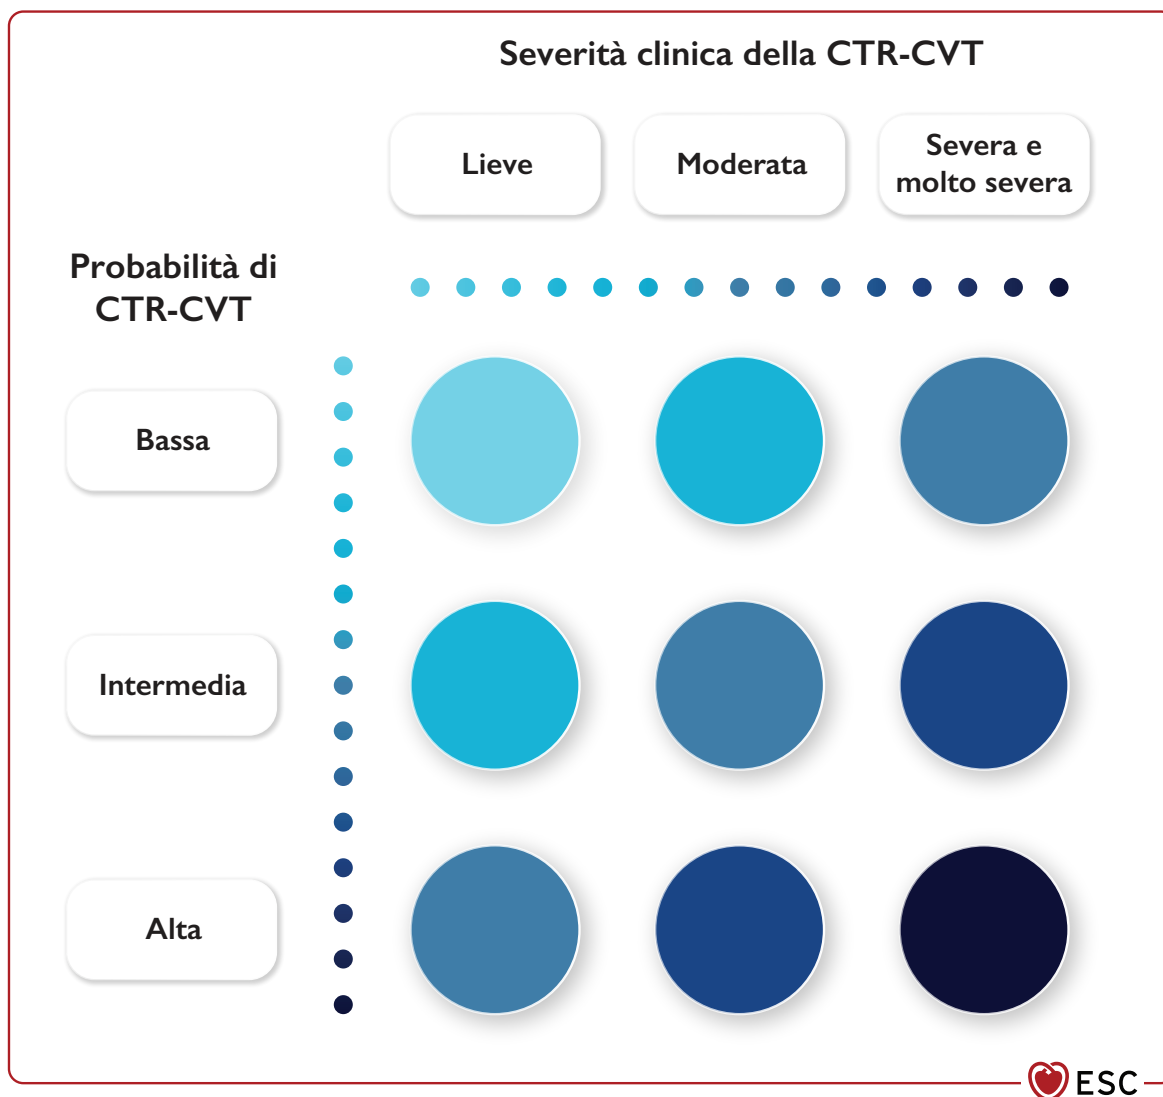 Severità clinica della CTR-CVT
Lieve
Moderata
Severa e
molto severa
Probabilità di
CTR-CVT
Bassa
Intermedia
Alta
ESC